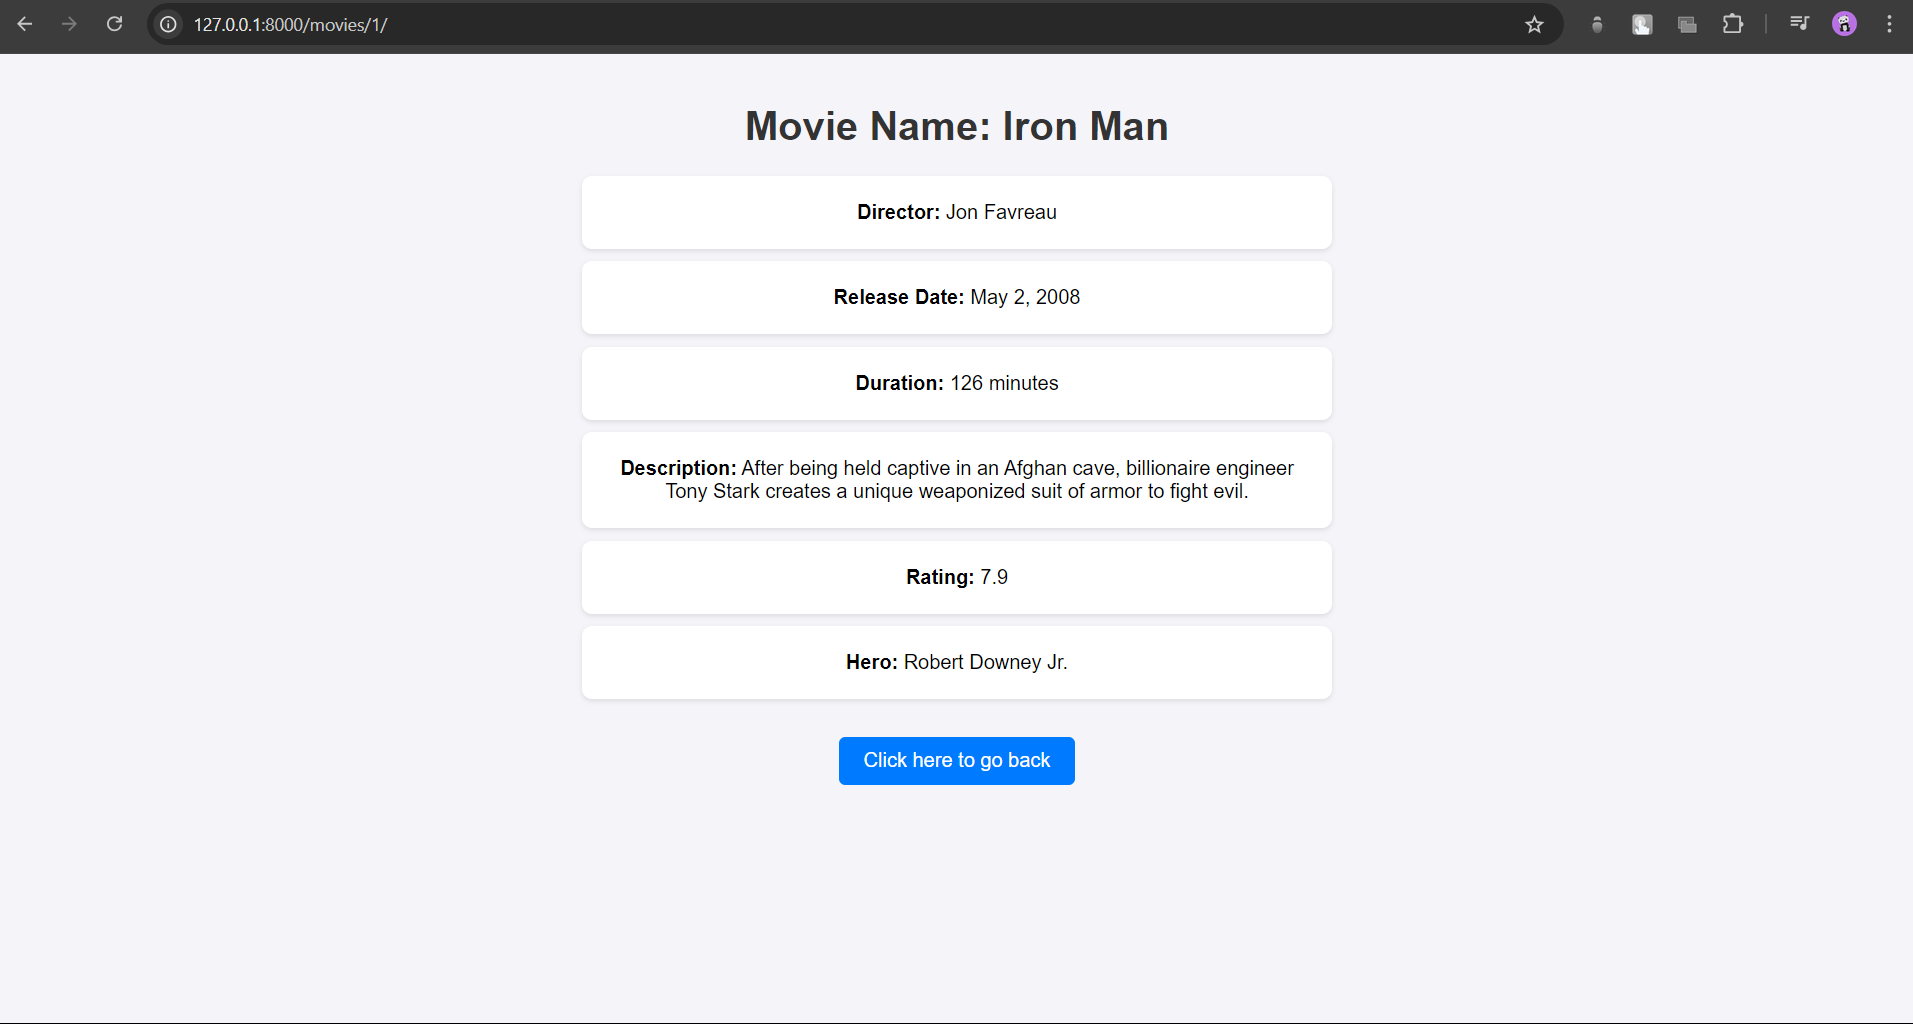 127.0.0.1:8000/movies/1/
Movie Name: Iron Man
Director: Jon Favreau
Release Date: May 2, 2008
Duration: 126 minutes
Description: After being held captive in an Afghan cave, billionaire engineer
Tony Stark creates a unique weaponized suit of armor to fight evil.
Rating: 7.9
Hero: Robert Downey Jr.
Click here to go back